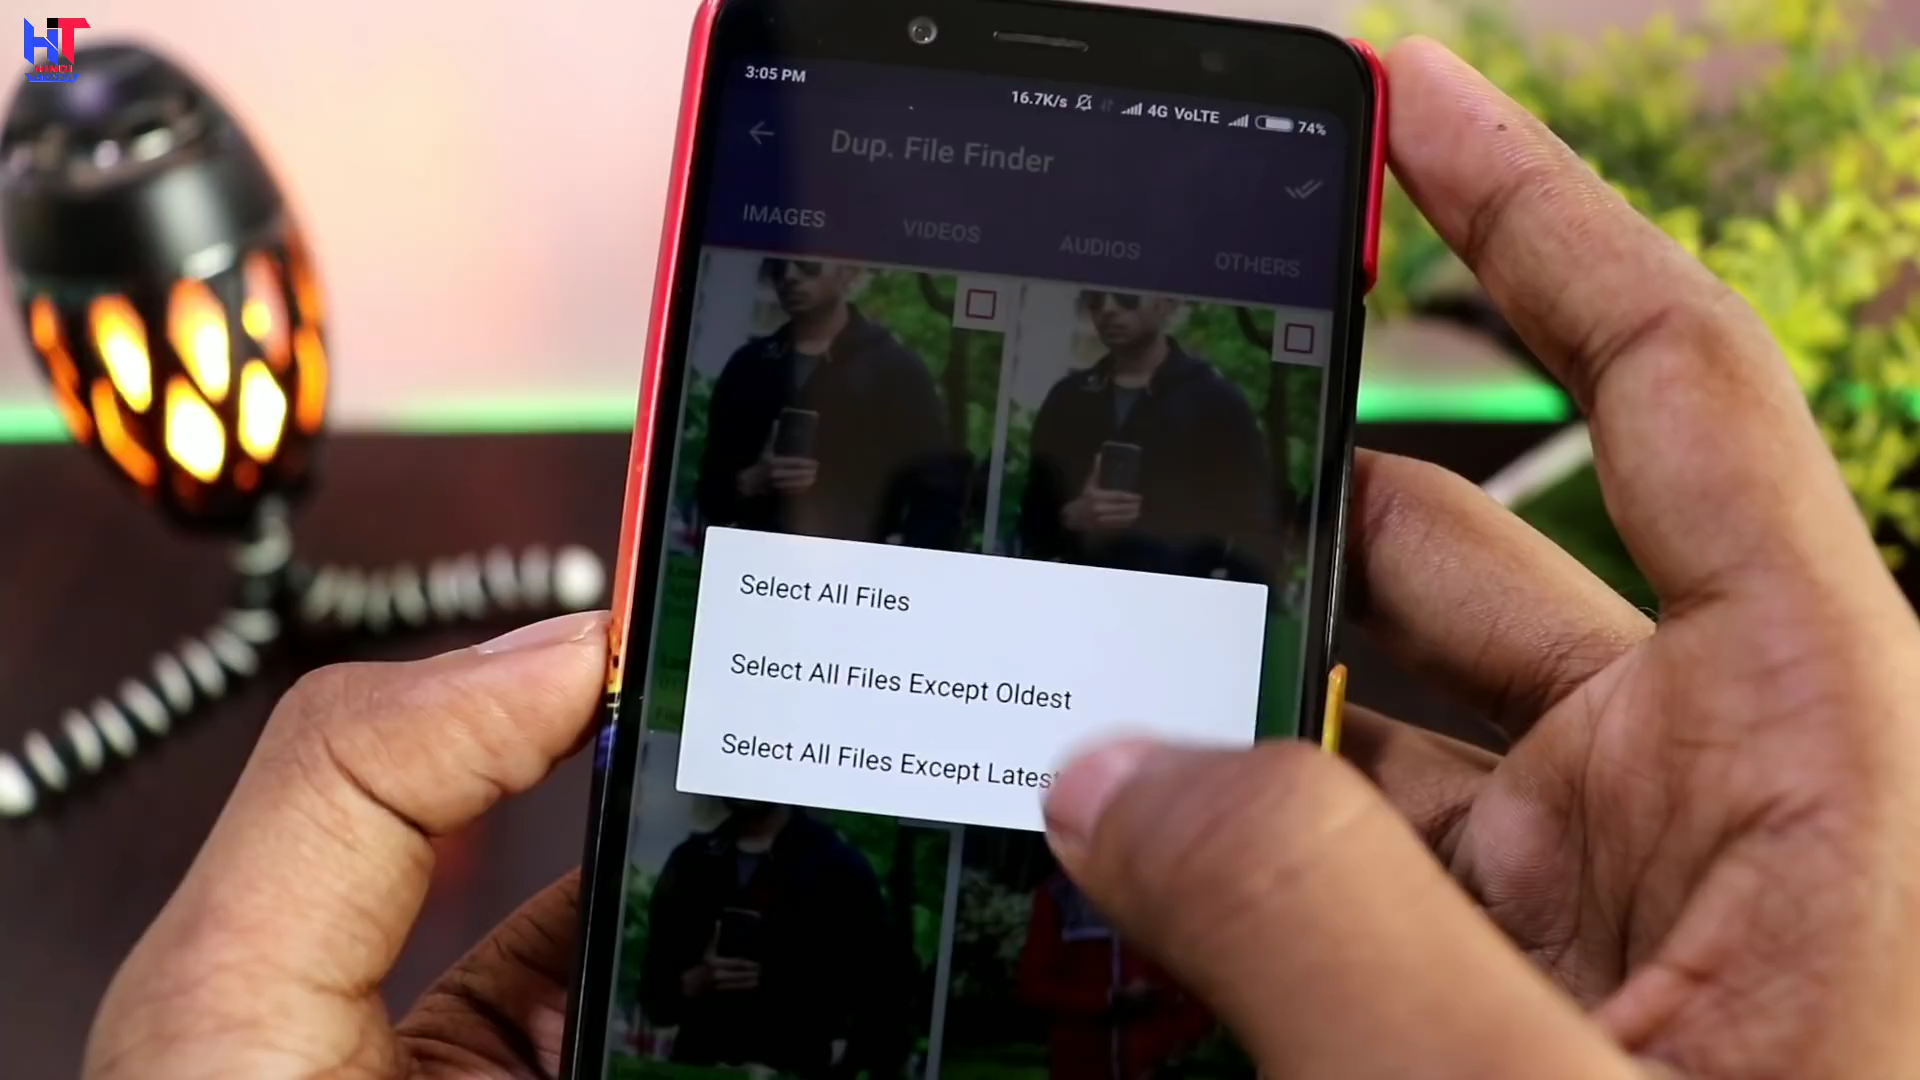 HT
3:05 PM
16.7K/s 4G VoLTE 74%
Dup. File Finder
IMAGES VIDEOS AUDIOS OTHERS
Select All Files
Select All Files Except Oldest
Select All Files Except Latest